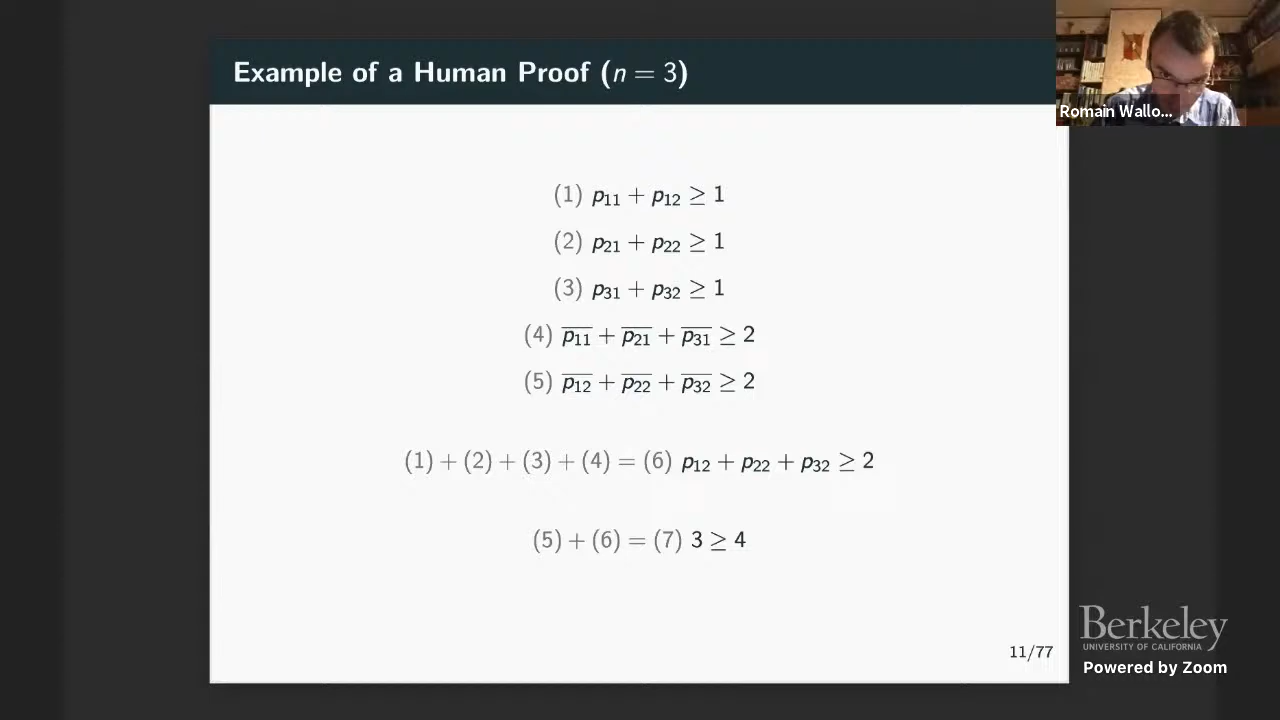 Example of a Human Proof (n = 3)
Romain Wallo...
(1) p₁₁ + p₁₂ ≥ 1
(2) p₂₁ + p₂₂ ≥ 1
(3) p₃₁ + p₃₂ ≥ 1
(4) p̅₁₁ + p̅₂₁ + p̅₃₁ ≥ 2
(5) p̅₁₂ + p̅₂₂ + p̅₃₂ ≥ 2
(1) + (2) + (3) + (4) = (6) p₁₂ + p₂₂ + p₃₂ ≥ 2
(5) + (6) = (7) 3 ≥ 4
11/77
Berkeley
UNIVERSITY OF CALIFORNIA
Powered by Zoom